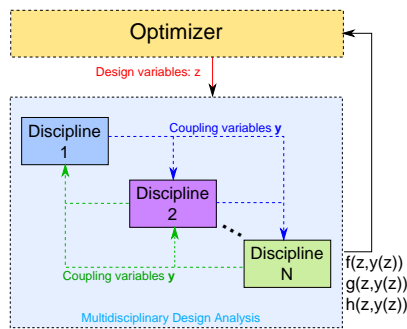 Optimizer
Design variables: z
Discipline
1
Coupling variables y
Discipline
2
Discipline
N
Coupling variables y
f(z,y(z))
g(z,y(z))
h(z,y(z))
Multidisciplinary Design Analysis